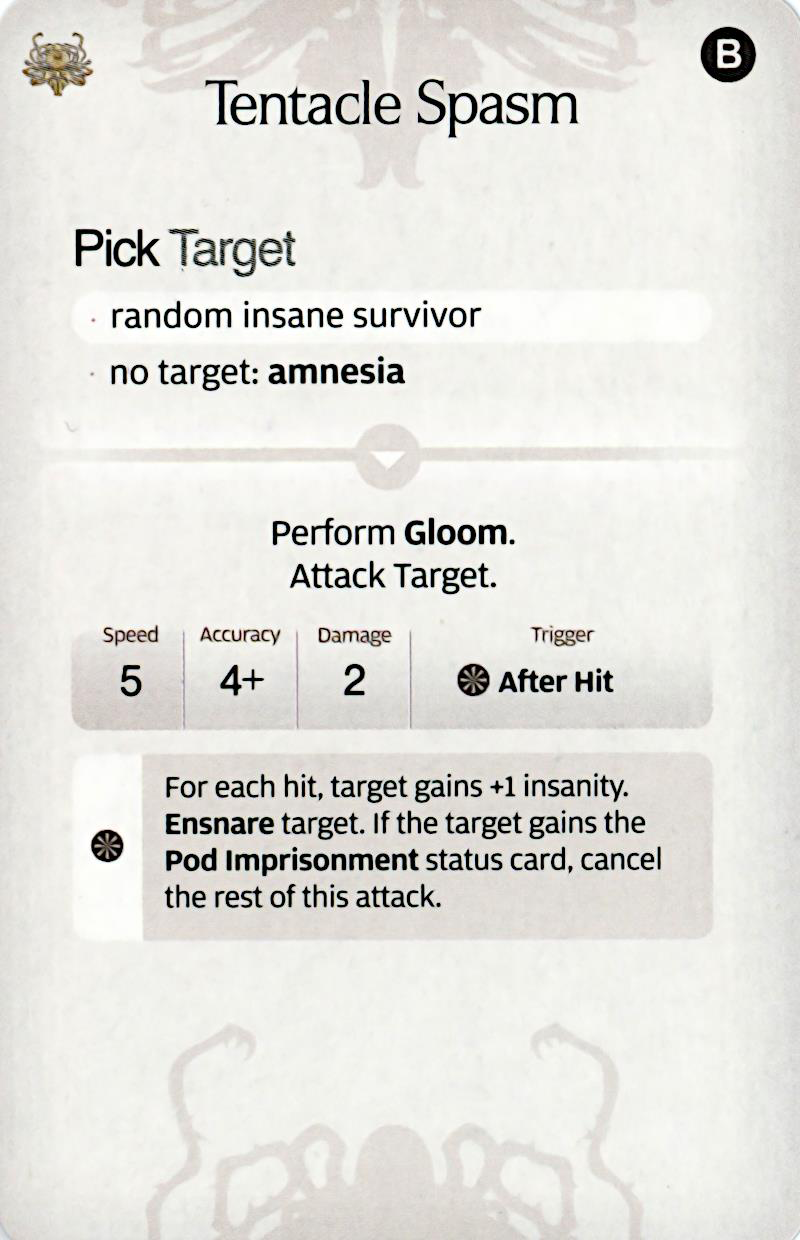 B
Tentacle Spasm
Pick Target
· random insane survivor
· no target: amnesia
Perform Gloom.
Attack Target.
Speed Accuracy Damage Trigger
5 4+ 2 After Hit
For each hit, target gains +1 insanity.
Ensnare target. If the target gains the
Pod Imprisonment status card, cancel
the rest of this attack.